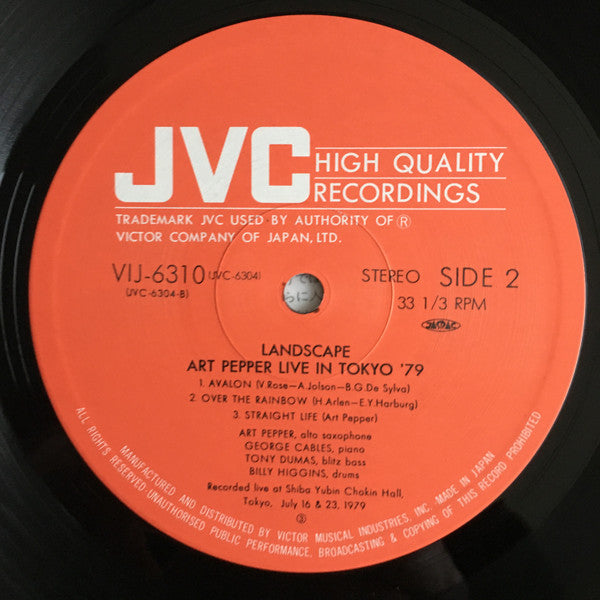 JVC HIGH QUALITY
RECORDINGS
TRADEMARK JVC USED BY AUTHORITY OF ®
VICTOR COMPANY OF JAPAN, LTD.
VIJ-6310 (JVC-6304)
(JVC-6304-B)
STEREO SIDE 2
33 1/3 RPM
JASRAC
LANDSCAPE
ART PEPPER LIVE IN TOKYO '79
1. AVALON (V.Rose—A.Jolson—B.G.De Sylva)
2. OVER THE RAINBOW (H.Arlen—E.Y.Harburg)
3. STRAIGHT LIFE (Art Pepper)
ART PEPPER, alto saxophone
GEORGE CABLES, piano
TONY DUMAS, blitz bass
BILLY HIGGINS, drums
Recorded live at Shiba Yubin Chokin Hall,
Tokyo, July 16 & 23, 1979
③
MANUFACTURED AND DISTRIBUTED BY VICTOR MUSICAL INDUSTRIES, INC. MADE IN JAPAN
ALL RIGHTS RESERVED/UNAUTHORISED PUBLIC PERFORMANCE, BROADCASTING & COPYING OF THIS RECORD PROHIBITED